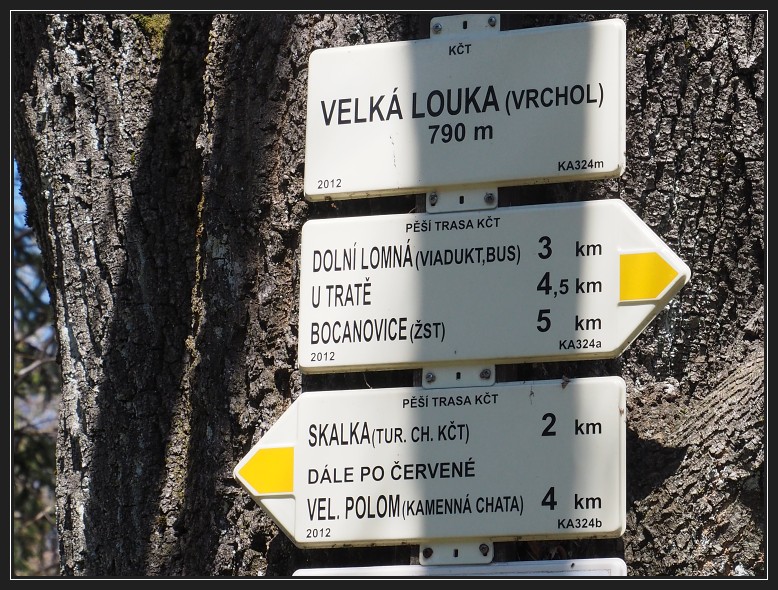 KČT
VELKÁ LOUKA (VRCHOL)
790 m
2012 KA324m
PĚŠÍ TRASA KČT
DOLNÍ LOMNÁ (VIADUKT,BUS) 3 km
U TRATĚ 4,5 km
BOCANOVICE (ŽST) 5 km
2012 KA324a
PĚŠÍ TRASA KČT
SKALKA (TUR. CH. KČT) 2 km
DÁLE PO ČERVENÉ
VEL. POLOM (KAMENNÁ CHATA) 4 km
2012 KA324b